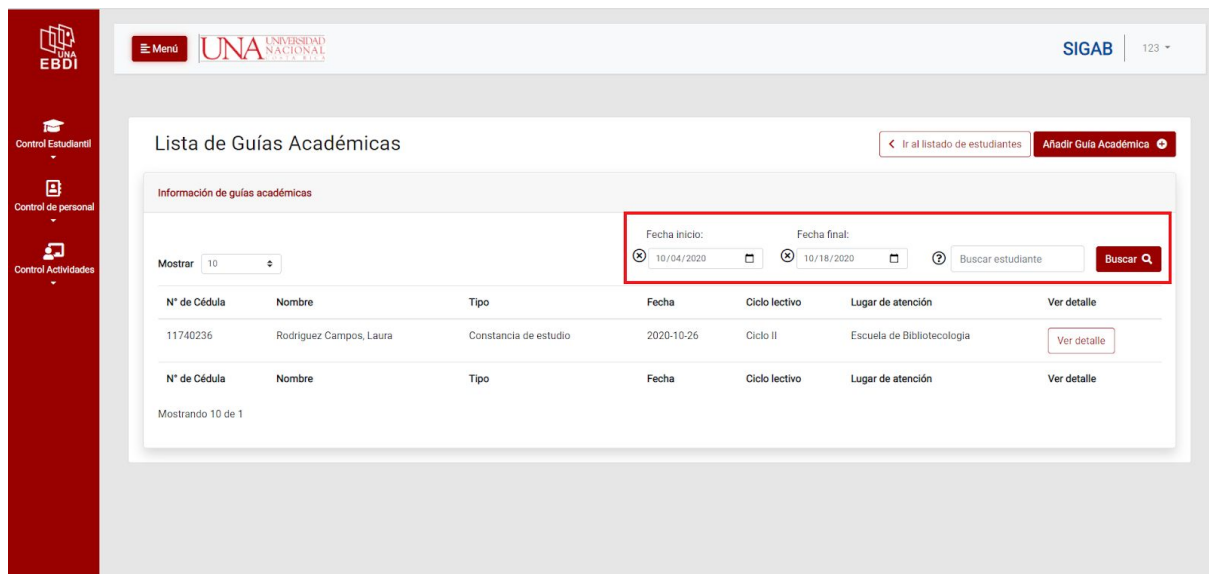 UNA
EBDI
Menú
UNA UNIVERSIDAD
NACIONAL
COSTA RICA
SIGAB
123
Control Estudiantil
Control de personal
Control Actividades
Lista de Guías Académicas
Ir al listado de estudiantes
Añadir Guía Académica
Información de guías académicas
Fecha inicio: Fecha final:
Mostrar 10
10/04/2020 10/18/2020 Buscar estudiante Buscar
N° de Cédula Nombre Tipo Fecha Ciclo lectivo Lugar de atención Ver detalle
11740236 Rodriguez Campos, Laura Constancia de estudio 2020-10-26 Ciclo II Escuela de Bibliotecologia Ver detalle
N° de Cédula Nombre Tipo Fecha Ciclo lectivo Lugar de atención Ver detalle
Mostrando 10 de 1